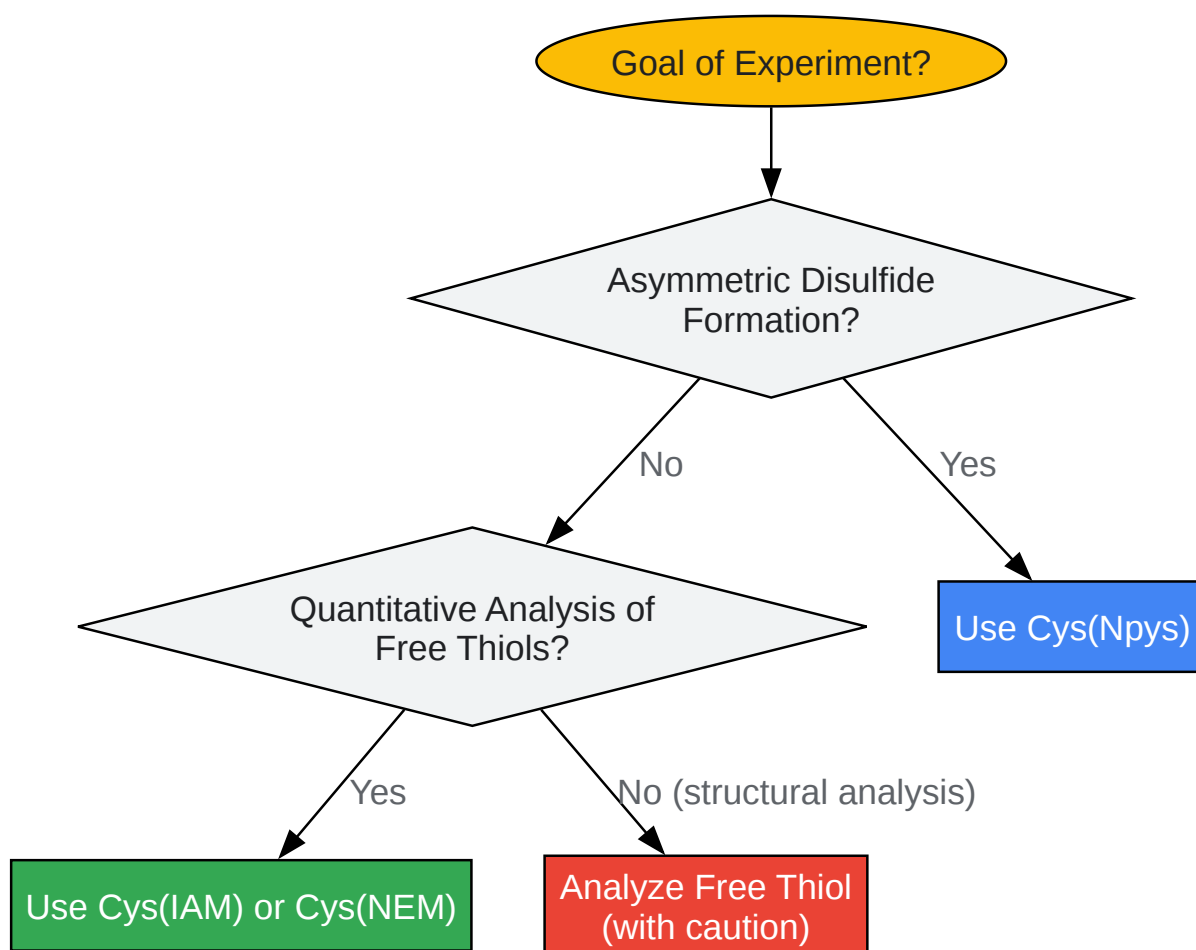 Goal of Experiment?
Asymmetric Disulfide
Formation?
No
Yes
Quantitative Analysis of
Free Thiols?
Use Cys(Npys)
Yes
No (structural analysis)
Use Cys(IAM) or Cys(NEM)
Analyze Free Thiol
(with caution)